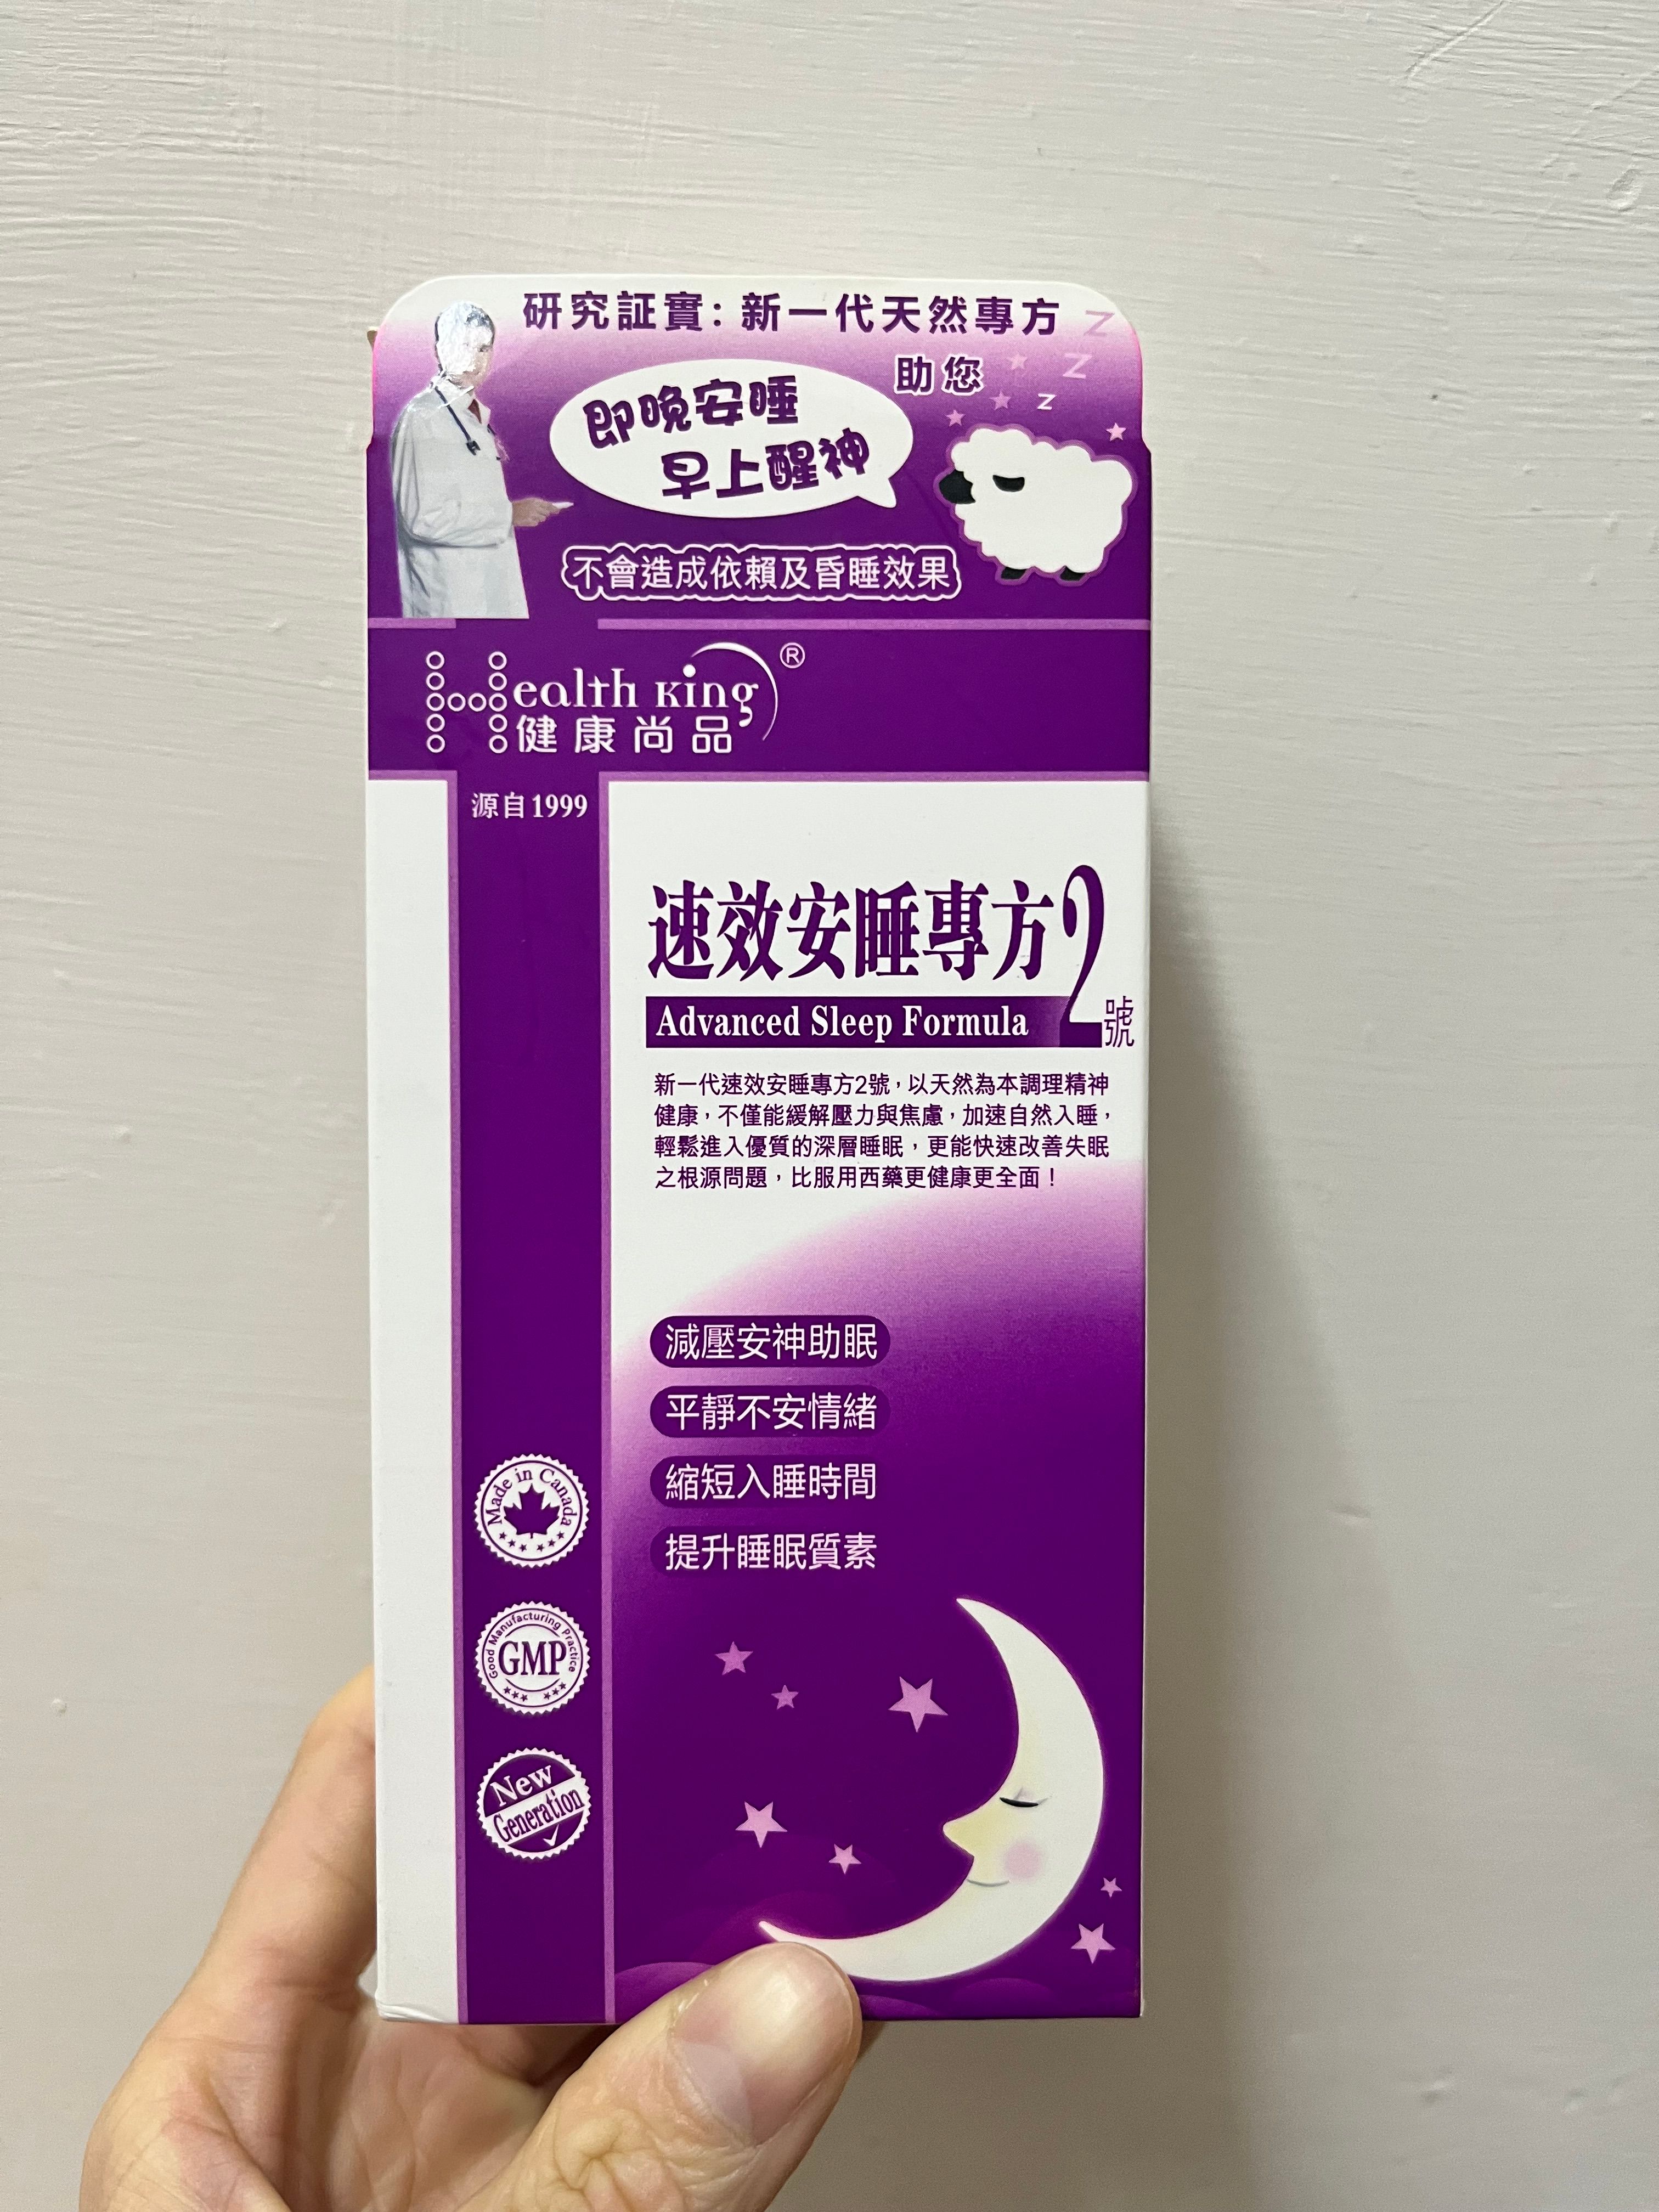 研究証實：新一代天然專方
助您
即晚安睡
早上醒神
不會造成依賴及昏睡效果
Health King®
健康尚品
源自1999
速效安睡專方2號
Advanced Sleep Formula
新一代速效安睡專方2號，以天然為本調理精神
健康，不僅能緩解壓力與焦慮，加速自然入睡，
輕鬆進入優質的深層睡眠，更能快速改善失眠
之根源問題，比服用西藥更健康更全面！
減壓安神助眠
平靜不安情緒
縮短入睡時間
提升睡眠質素
Made in Canada
Good Manufacturing Practice
GMP
New
Generation
z
z
z